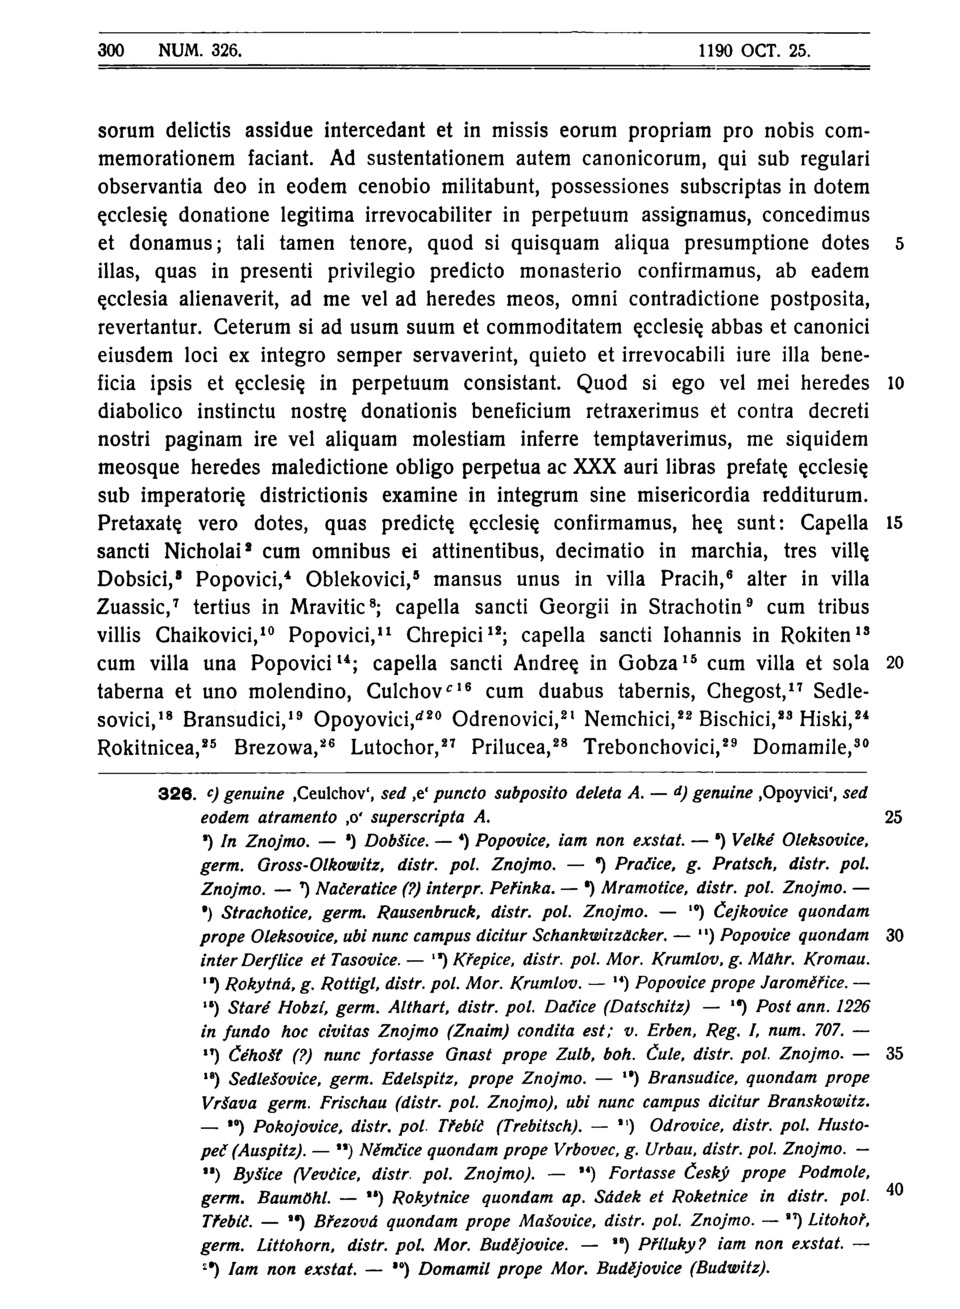 300 NUM. 326. 1190 OCT. 25.
sorum delictis assidue intercedant et in missis eorum propriam pro nobis com-
memorationem faciant. Ad sustentationem autem canonicorum, qui sub regulari
observantia deo in eodem cenobio militabunt, possessiones subscriptas in dotem
ęcclesię donatione legitima irrevocabiliter in perpetuum assignamus, concedimus
et donamus; tali tamen tenore, quod si quisquam aliqua presumptione dotes 5
illas, quas in presenti privilegio predicto monasterio confirmamus, ab eadem
ęcclesia alienaverit, ad me vel ad heredes meos, omni contradictione postposita,
revertantur. Ceterum si ad usum suum et commoditatem ęcclesię abbas et canonici
eiusdem loci ex integro semper servaverint, quieto et irrevocabili iure illa bene-
ficia ipsis et ęcclesię in perpetuum consistant. Quod si ego vel mei heredes 10
diabolico instinctu nostrę donationis beneficium retraxerimus et contra decreti
nostri paginam ire vel aliquam molestiam inferre temptaverimus, me siquidem
meosque heredes maledictione obligo perpetua ac XXX auri libras prefatę ęcclesię
sub imperatorię districtionis examine in integrum sine misericordia redditurum.
Pretaxatę vero dotes, quas predictę ęcclesię confirmamus, hęę sunt: Capella 15
sancti Nicholai² cum omnibus ei attinentibus, decimatio in marchia, tres villę
Dobsici,³ Popovici,⁴ Oblekovici,⁵ mansus unus in villa Pracih,⁶ alter in villa
Zuassic,⁷ tertius in Mravitic⁸; capella sancti Georgii in Strachotin⁹ cum tribus
villis Chaikovici,¹⁰ Popovici,¹¹ Chrepici¹²; capella sancti Iohannis in Rokiten¹³
cum villa una Popovici¹⁴; capella sancti Andreę in Gobza¹⁵ cum villa et sola 20
taberna et uno molendino, Culchovᶜ¹⁶ cum duabus tabernis, Chegost,¹⁷ Sedle-
sovici,¹⁸ Bransudici,¹⁹ Opoyovici,ᵈ²⁰ Odrenovici,²¹ Nemchici,²² Bischici,²³ Hiski,²⁴
Rokitnicea,²⁵ Brezowa,²⁶ Lutochor,²⁷ Prilucea,²⁸ Trebonchovici,²⁹ Domamile,³⁰
326. ᶜ) genuine ‚Ceulchov‘, sed ‚e‘ puncto subposito deleta A. — ᵈ) genuine ‚Opoyvici‘, sed
eodem atramento ‚o‘ superscripta A. 25
²) In Znojmo. — ³) Dobšice. — ⁴) Popovice, iam non exstat. — ⁵) Velké Oleksovice,
germ. Gross-Olkowitz, distr. pol. Znojmo. — ⁶) Pračice, g. Pratsch, distr. pol.
Znojmo. — ⁷) Načeratice (?) interpr. Peřinka. — ⁸) Mramotice, distr. pol. Znojmo. —
⁹) Strachotice, germ. Rausenbruck, distr. pol. Znojmo. — ¹⁰) Čejkovice quondam
prope Oleksovice, ubi nunc campus dicitur Schankwitzäcker. — ¹¹) Popovice quondam 30
inter Derflice et Tasovice. — ¹²) Křepice, distr. pol. Mor. Krumlov, g. Mähr. Kromau.
¹³) Rokytná, g. Rottigl, distr. pol. Mor. Krumlov. — ¹⁴) Popovice prope Jaroměřice. —
¹⁵) Staré Hobzí, germ. Althart, distr. pol. Dačice (Datschitz) — ¹⁶) Post ann. 1226
in fundo hoc civitas Znojmo (Znaim) condita est; v. Erben, Reg. I, num. 707. —
¹⁷) Čéhošť (?) nunc fortasse Gnast prope Zulb, boh. Čule, distr. pol. Znojmo. — 35
¹⁸) Sedlešovice, germ. Edelspitz, prope Znojmo. — ¹⁹) Bransudice, quondam prope
Vršava germ. Frischau (distr. pol. Znojmo), ubi nunc campus dicitur Branskowitz.
— ²⁰) Pokojovice, distr. pol. Třebíč (Trebitsch). — ²¹) Odrovice, distr. pol. Husto-
peč (Auspitz). — ²²) Němčice quondam prope Vrbovec, g. Urbau, distr. pol. Znojmo. —
²³) Byšice (Vevčice, distr. pol. Znojmo). — ²⁴) Fortasse Český prope Podmole,
germ. Baumöhl. — ²⁵) Rokytnice quondam ap. Sádek et Roketnice in distr. pol. 40
Třebíč. — ²⁶) Březová quondam prope Mašovice, distr. pol. Znojmo. — ²⁷) Litohoř,
germ. Littohorn, distr. pol. Mor. Budějovice. — ²⁸) Příluky? iam non exstat. —
²⁹) Iam non exstat. — ³⁰) Domamil prope Mor. Budějovice (Budwitz).